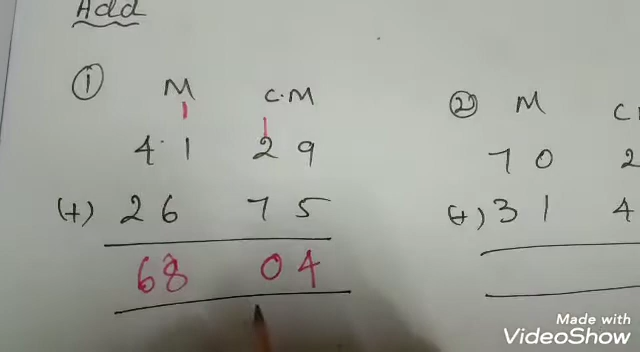 Add
① M C.M
1 1
4 1 2 9
(+) 2 6 7 5
6 8 0 4
② M C
7 0 2
(+) 3 1 4
Made with
VideoShow